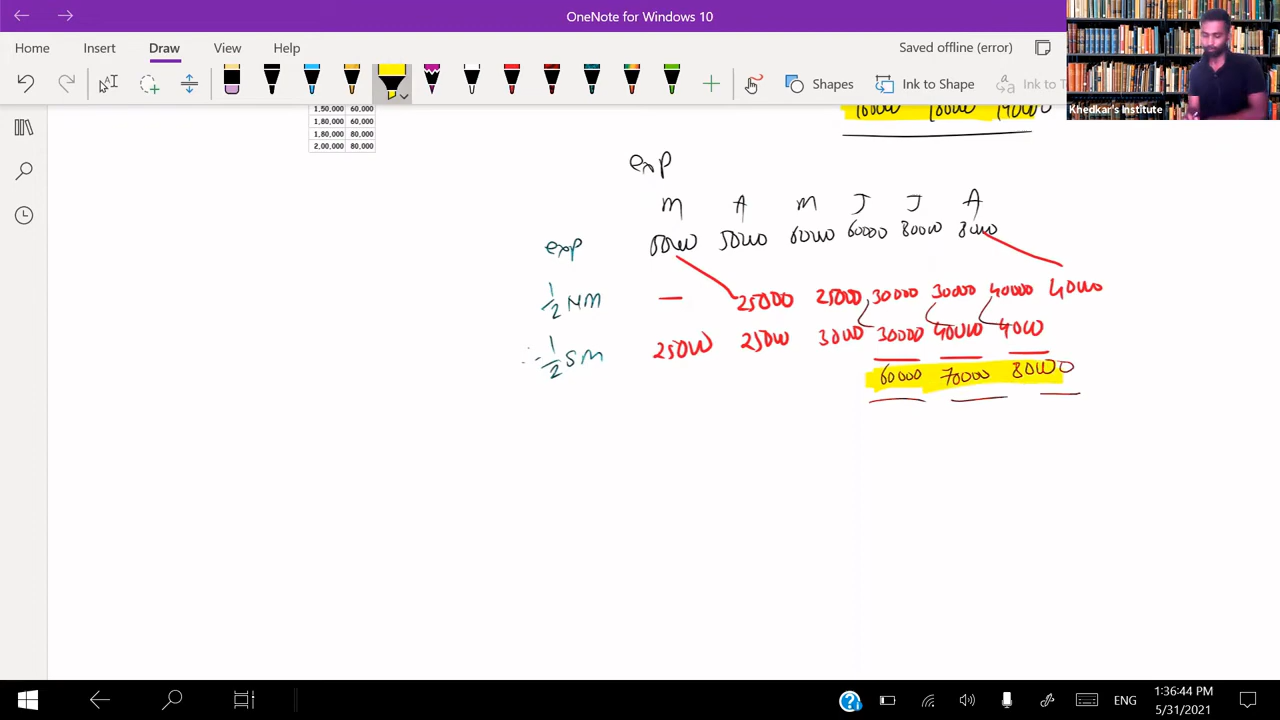 OneNote for Windows 10
Home Insert Draw View Help Saved offline (error)
Shapes Ink to Shape Ink to
Khedkar's Institute
1,50,000 60,000
1,80,000 60,000
1,80,000 80,000
2,00,000 80,000
exp
M A M J J A
exp 50000 50000 60000 60000 80000 80000
1/2 NM — 25000 25000 30000 30000 40000 40000
1/2 SM 25000 25000 30000 30000 40000 40000
60000 70000 80000
ENG
1:36:44 PM
5/31/2021